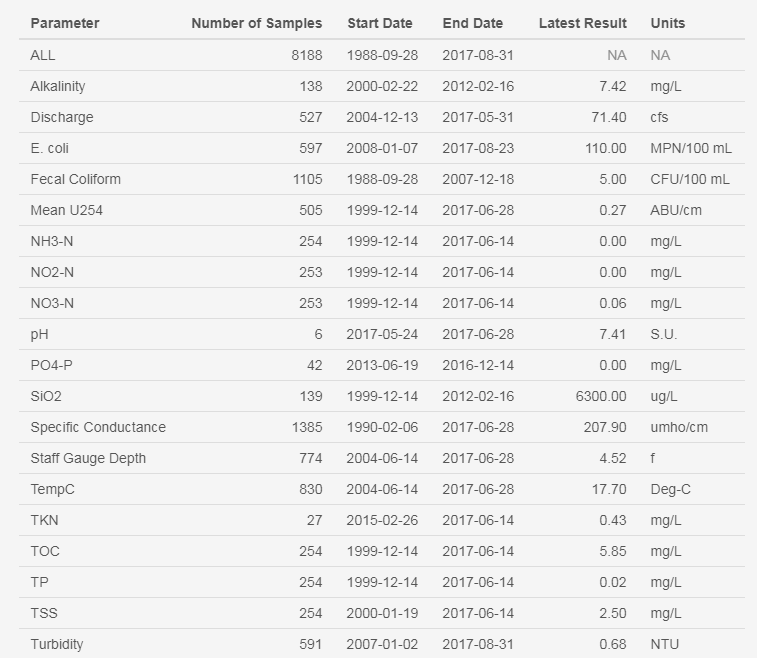 Parameter Number of Samples Start Date End Date Latest Result Units
ALL 8188 1988-09-28 2017-08-31 NA NA
Alkalinity 138 2000-02-22 2012-02-16 7.42 mg/L
Discharge 527 2004-12-13 2017-05-31 71.40 cfs
E. coli 597 2008-01-07 2017-08-23 110.00 MPN/100 mL
Fecal Coliform 1105 1988-09-28 2007-12-18 5.00 CFU/100 mL
Mean U254 505 1999-12-14 2017-06-28 0.27 ABU/cm
NH3-N 254 1999-12-14 2017-06-14 0.00 mg/L
NO2-N 253 1999-12-14 2017-06-14 0.00 mg/L
NO3-N 253 1999-12-14 2017-06-14 0.06 mg/L
pH 6 2017-05-24 2017-06-28 7.41 S.U.
PO4-P 42 2013-06-19 2016-12-14 0.00 mg/L
SiO2 139 1999-12-14 2012-02-16 6300.00 ug/L
Specific Conductance 1385 1990-02-06 2017-06-28 207.90 umho/cm
Staff Gauge Depth 774 2004-06-14 2017-06-28 4.52 f
TempC 830 2004-06-14 2017-06-28 17.70 Deg-C
TKN 27 2015-02-26 2017-06-14 0.43 mg/L
TOC 254 1999-12-14 2017-06-14 5.85 mg/L
TP 254 1999-12-14 2017-06-14 0.02 mg/L
TSS 254 2000-01-19 2017-06-14 2.50 mg/L
Turbidity 591 2007-01-02 2017-08-31 0.68 NTU